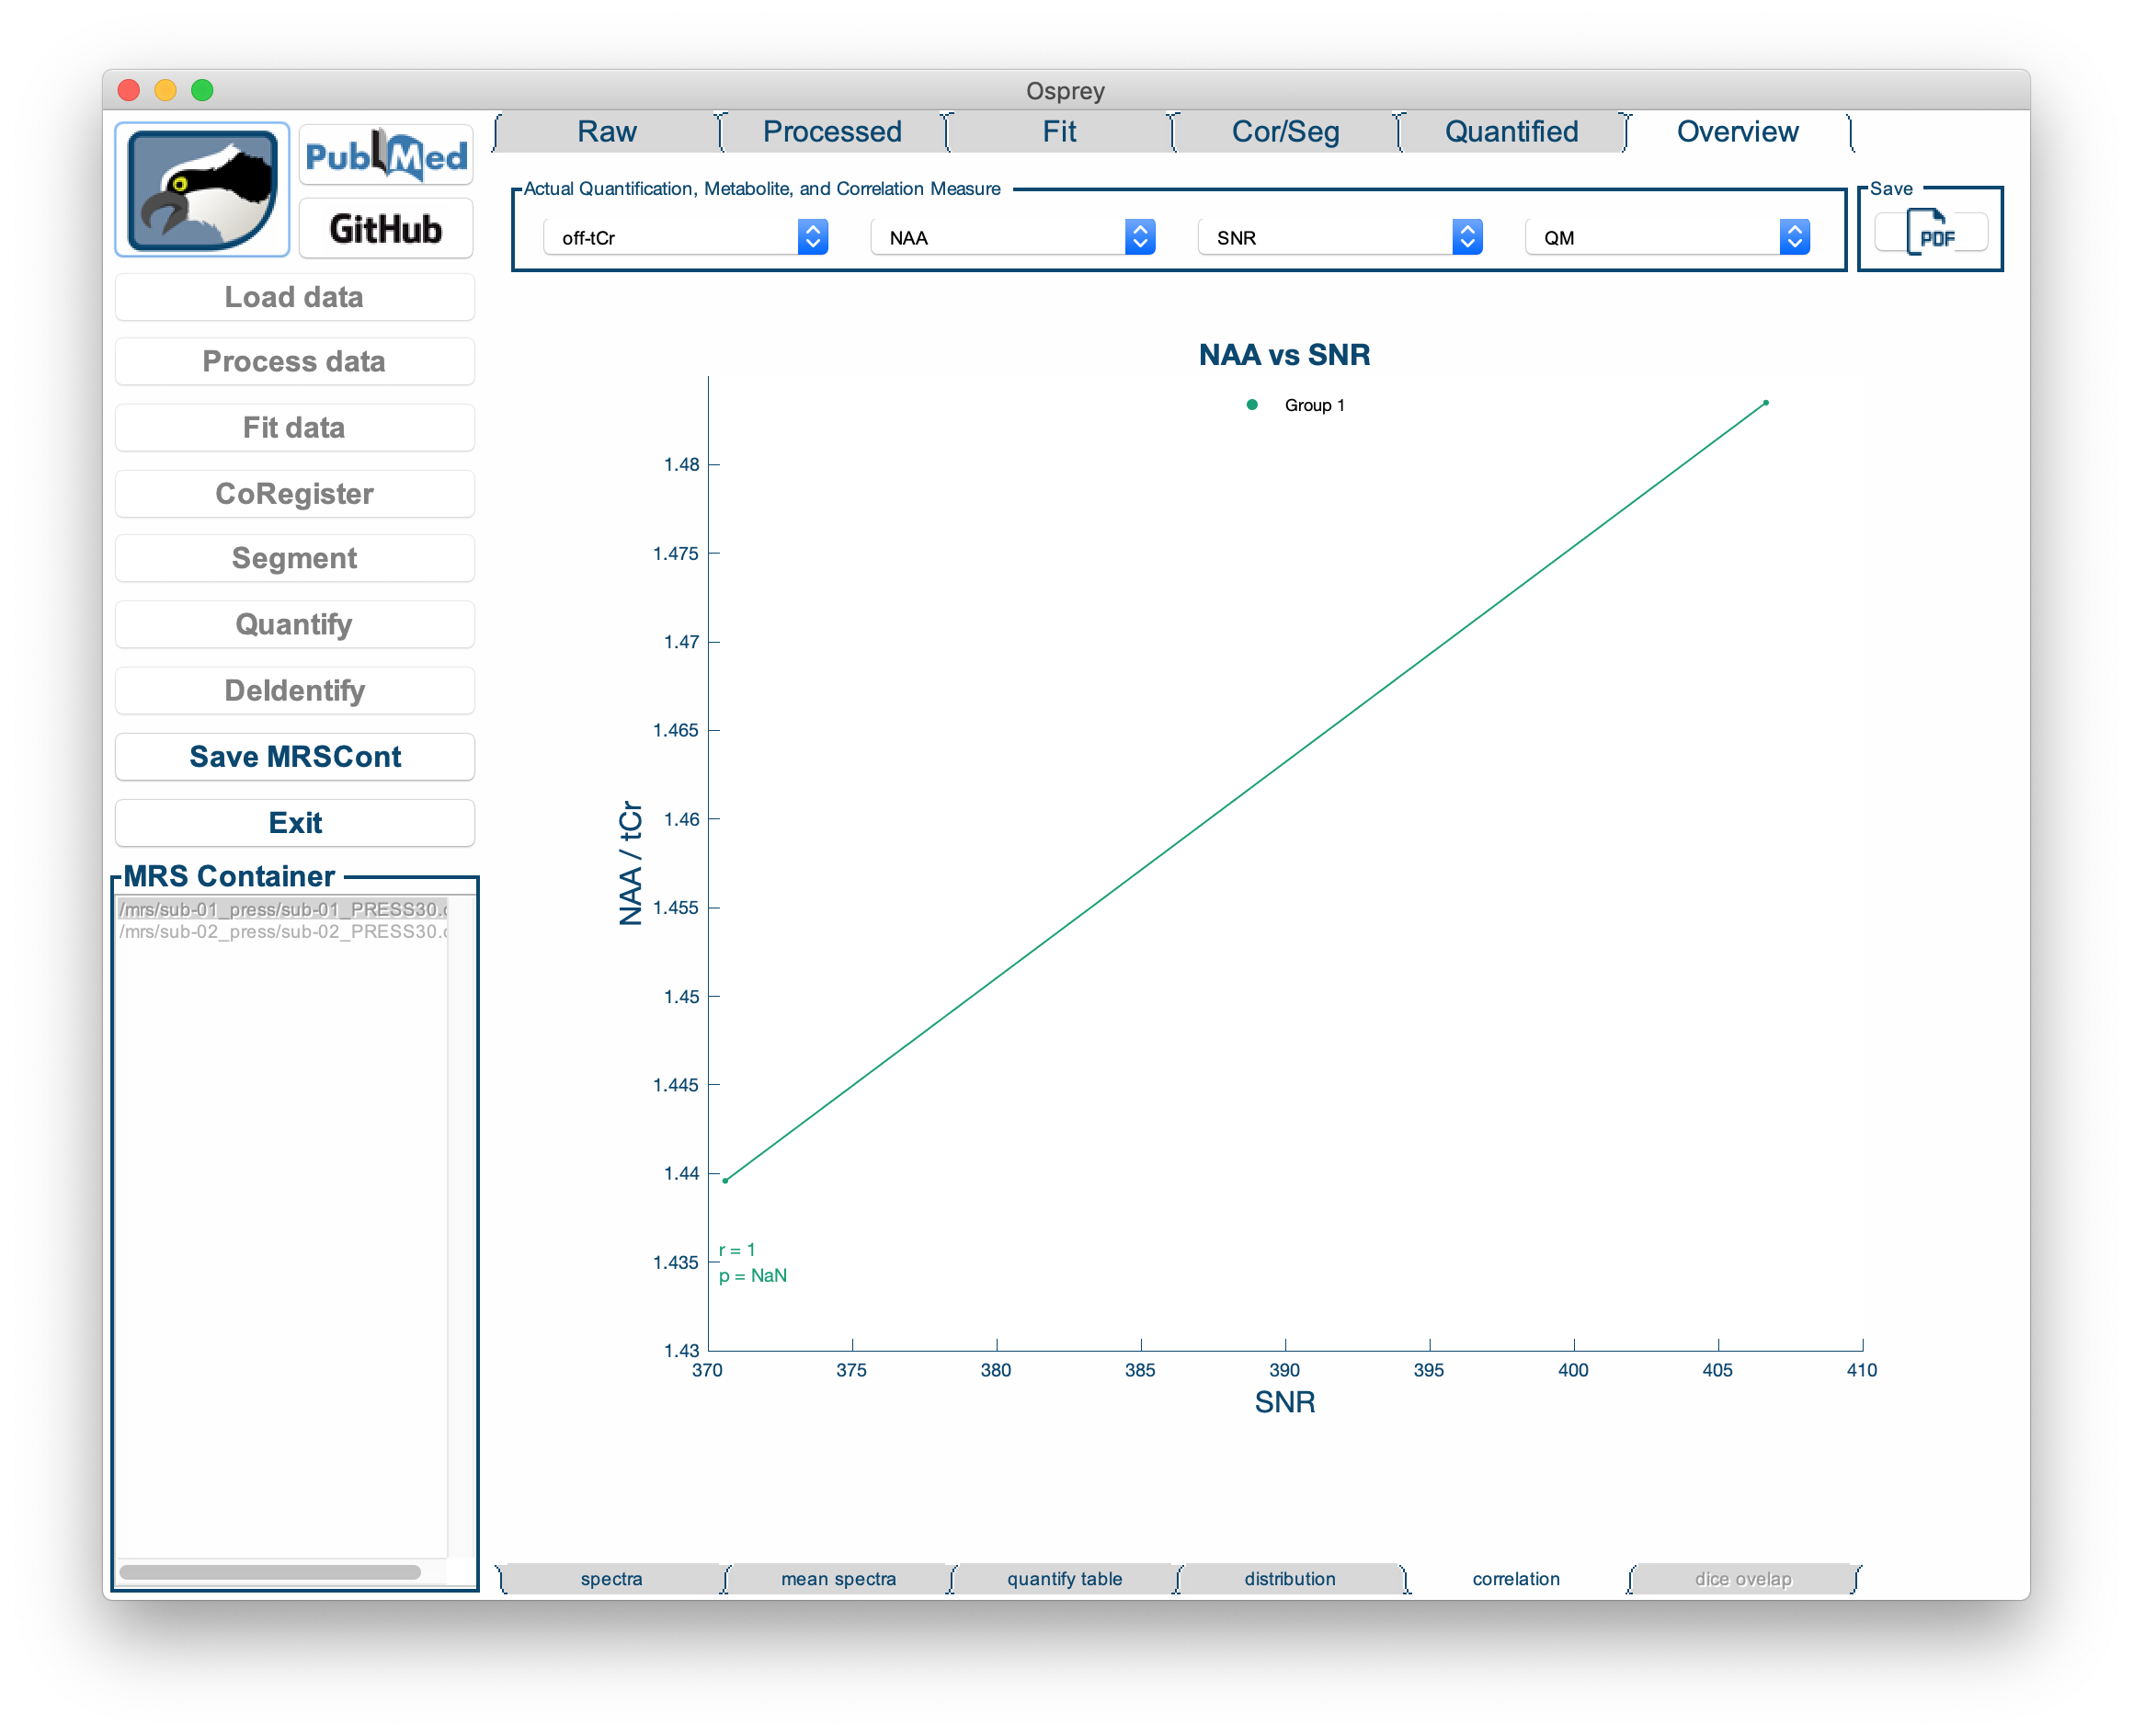 Osprey
PubMed
GitHub
Load data
Process data
Fit data
CoRegister
Segment
Quantify
DeIdentify
Save MRSCont
Exit
MRS Container
/mrs/sub-01_press/sub-01_PRESS30.
/mrs/sub-02_press/sub-02_PRESS30.
Raw Processed Fit Cor/Seg Quantified Overview
Actual Quantification, Metabolite, and Correlation Measure
off-tCr NAA SNR QM
Save
PDF
NAA vs SNR
Group 1
1.48
1.475
1.47
1.465
1.46
1.455
1.45
1.445
1.44
1.435
1.43
NAA / tCr
r = 1
p = NaN
370 375 380 385 390 395 400 405 410
SNR
spectra mean spectra quantify table distribution correlation dice ovelap